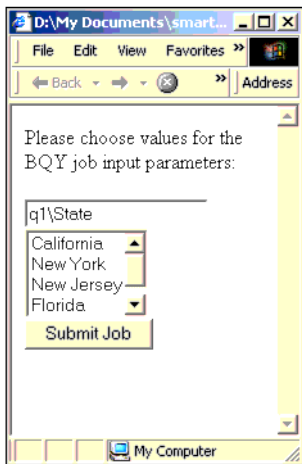 D:\My Documents\smart...
File Edit View Favorites »
Back » Address
Please choose values for the
BQY job input parameters:
q1\State
California
New York
New Jersey
Florida
Submit Job
My Computer